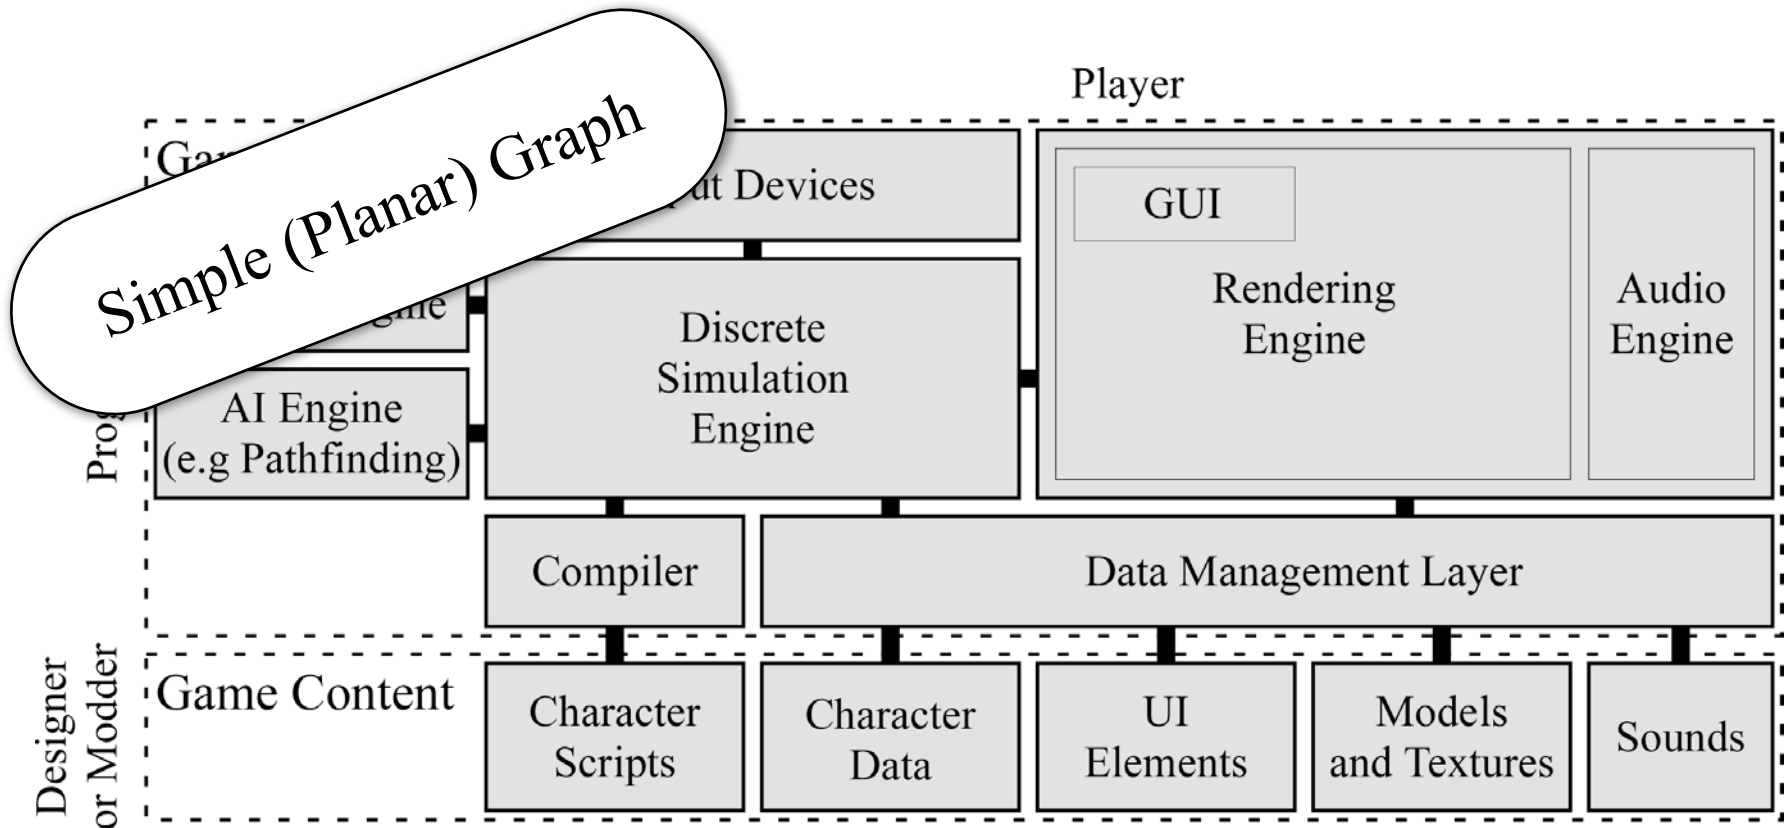 Player
Simple (Planar) Graph
Devices
GUI
Rendering
Engine
Audio
Engine
Discrete
Simulation
Engine
AI Engine
(e.g Pathfinding)
Compiler
Data Management Layer
Designer
or Modder
Game Content
Character
Scripts
Character
Data
UI
Elements
Models
and Textures
Sounds